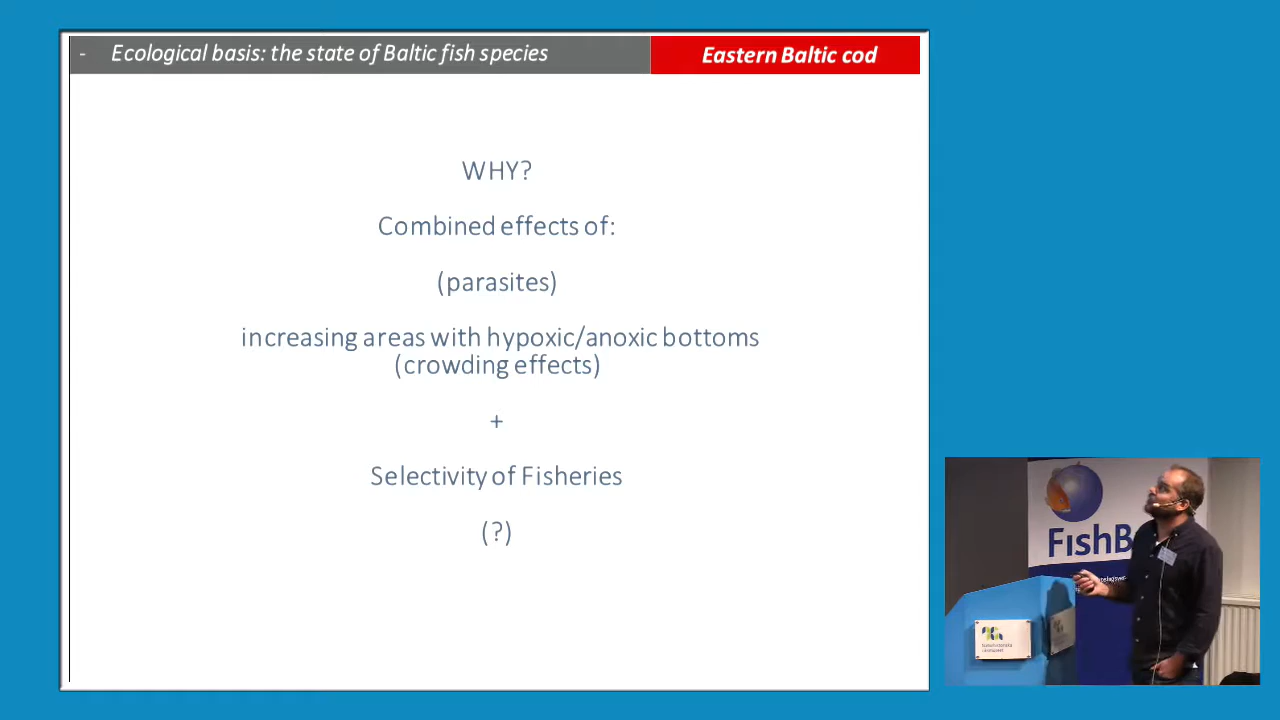 - Ecological basis: the state of Baltic fish species
Eastern Baltic cod
WHY?
Combined effects of:
(parasites)
increasing areas with hypoxic/anoxic bottoms
(crowding effects)
+
Selectivity of Fisheries
(?)
FishB